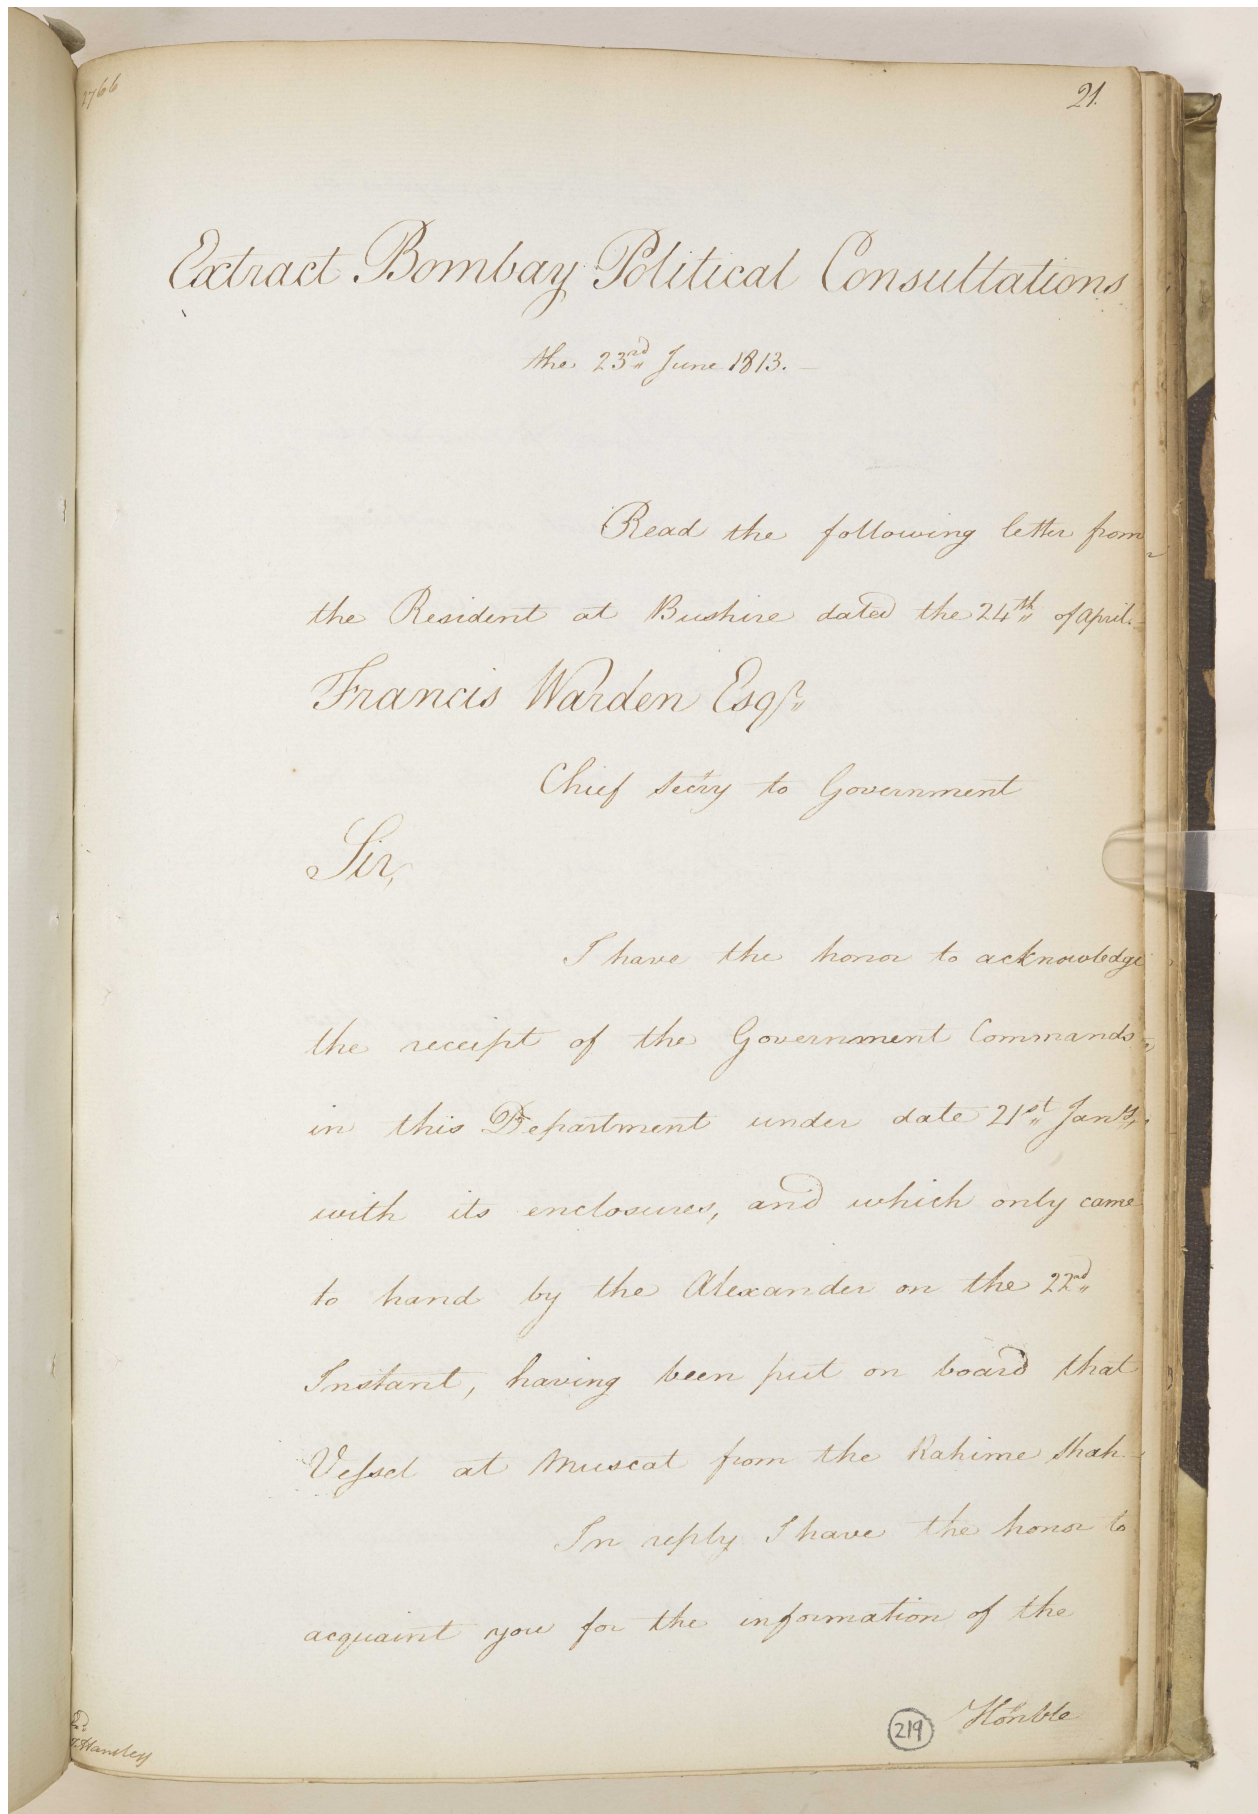 1766
21.
Extract Bombay Political Consultations
the 23rd June 1813. —
Read the following letter from
the Resident at Bushire dated the 24th of April.
Francis Warden Esqr.
Chief Secry to Government
Sir,
I have the honor to acknowledge
the receipt of the Government Commands
in this Department under date 21st Jany.
with its enclosures, and which only came
to hand by the Alexander on the 22nd
Instant, having been put on board that
Vessel at Muscat from the Rahime Shah
In reply I have the honor to
acquaint you for the information of the
Honble
219